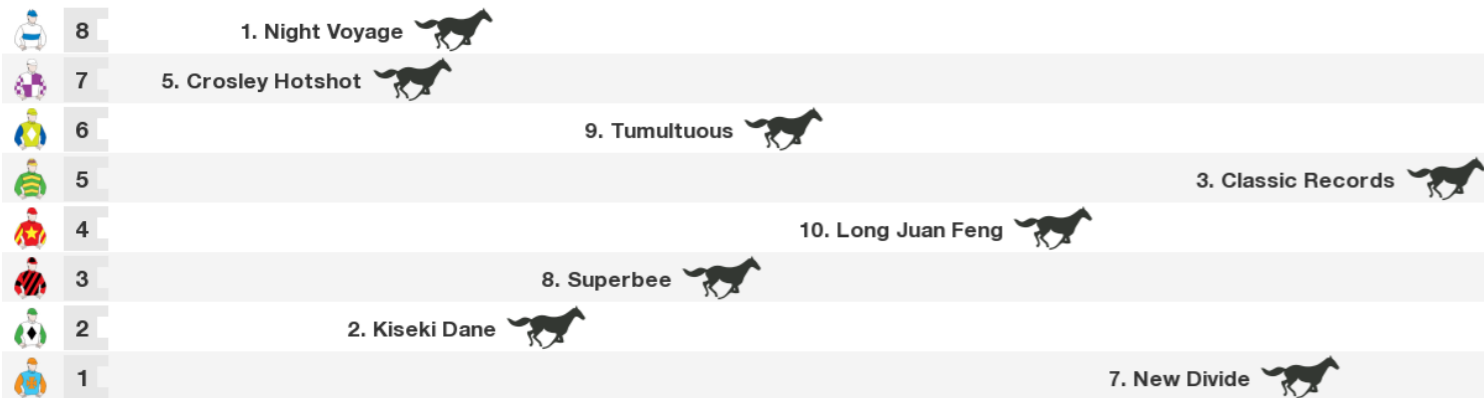 8 1. Night Voyage
7 5. Crosley Hotshot
6 9. Tumultuous
5 3. Classic Records
4 10. Long Juan Feng
3 8. Superbee
2 2. Kiseki Dane
1 7. New Divide